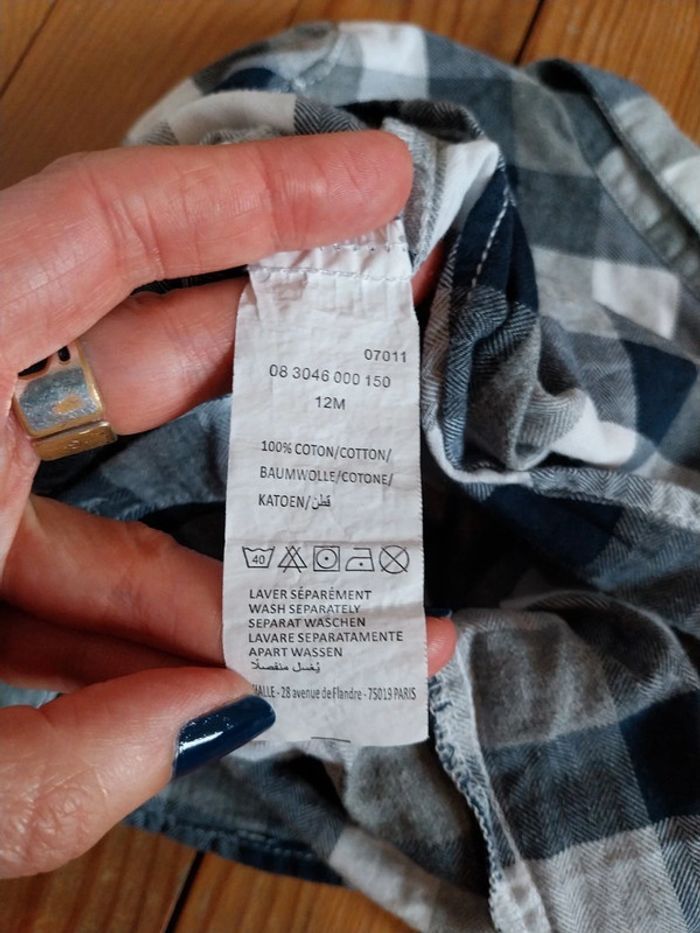 07011
08 3046 000 150
12M
100% COTON/COTTON/
BAUMWOLLE/COTONE/
KATOEN/قطن
40
LAVER SÉPARÉMENT
WASH SEPARATELY
SEPARAT WASCHEN
LAVARE SEPARATAMENTE
APART WASSEN
يُغسل منفصلاً
- 28 avenue de Flandre - 75019 PARIS